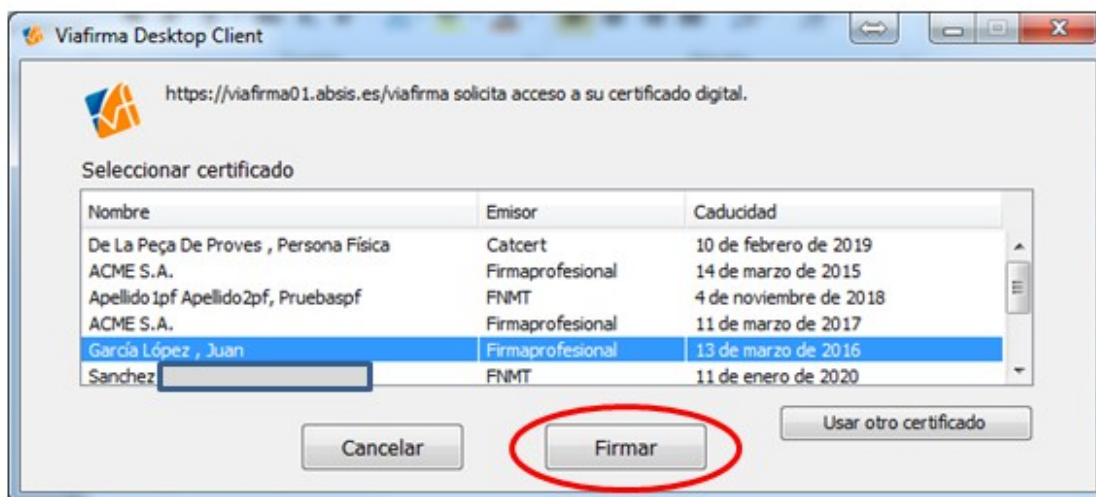 Viafirma Desktop Client
https://viafirma01.absis.es/viafirma solicita acceso a su certificado digital.
Seleccionar certificado
Nombre Emisor Caducidad
De La Peça De Proves , Persona Física Catcert 10 de febrero de 2019
ACME S.A. Firmaprofesional 14 de marzo de 2015
Apellido1pf Apellido2pf, Pruebaspf FNMT 4 de noviembre de 2018
ACME S.A. Firmaprofesional 11 de marzo de 2017
García López , Juan Firmaprofesional 13 de marzo de 2016
Sanchez FNMT 11 de enero de 2020
Usar otro certificado
Cancelar Firmar